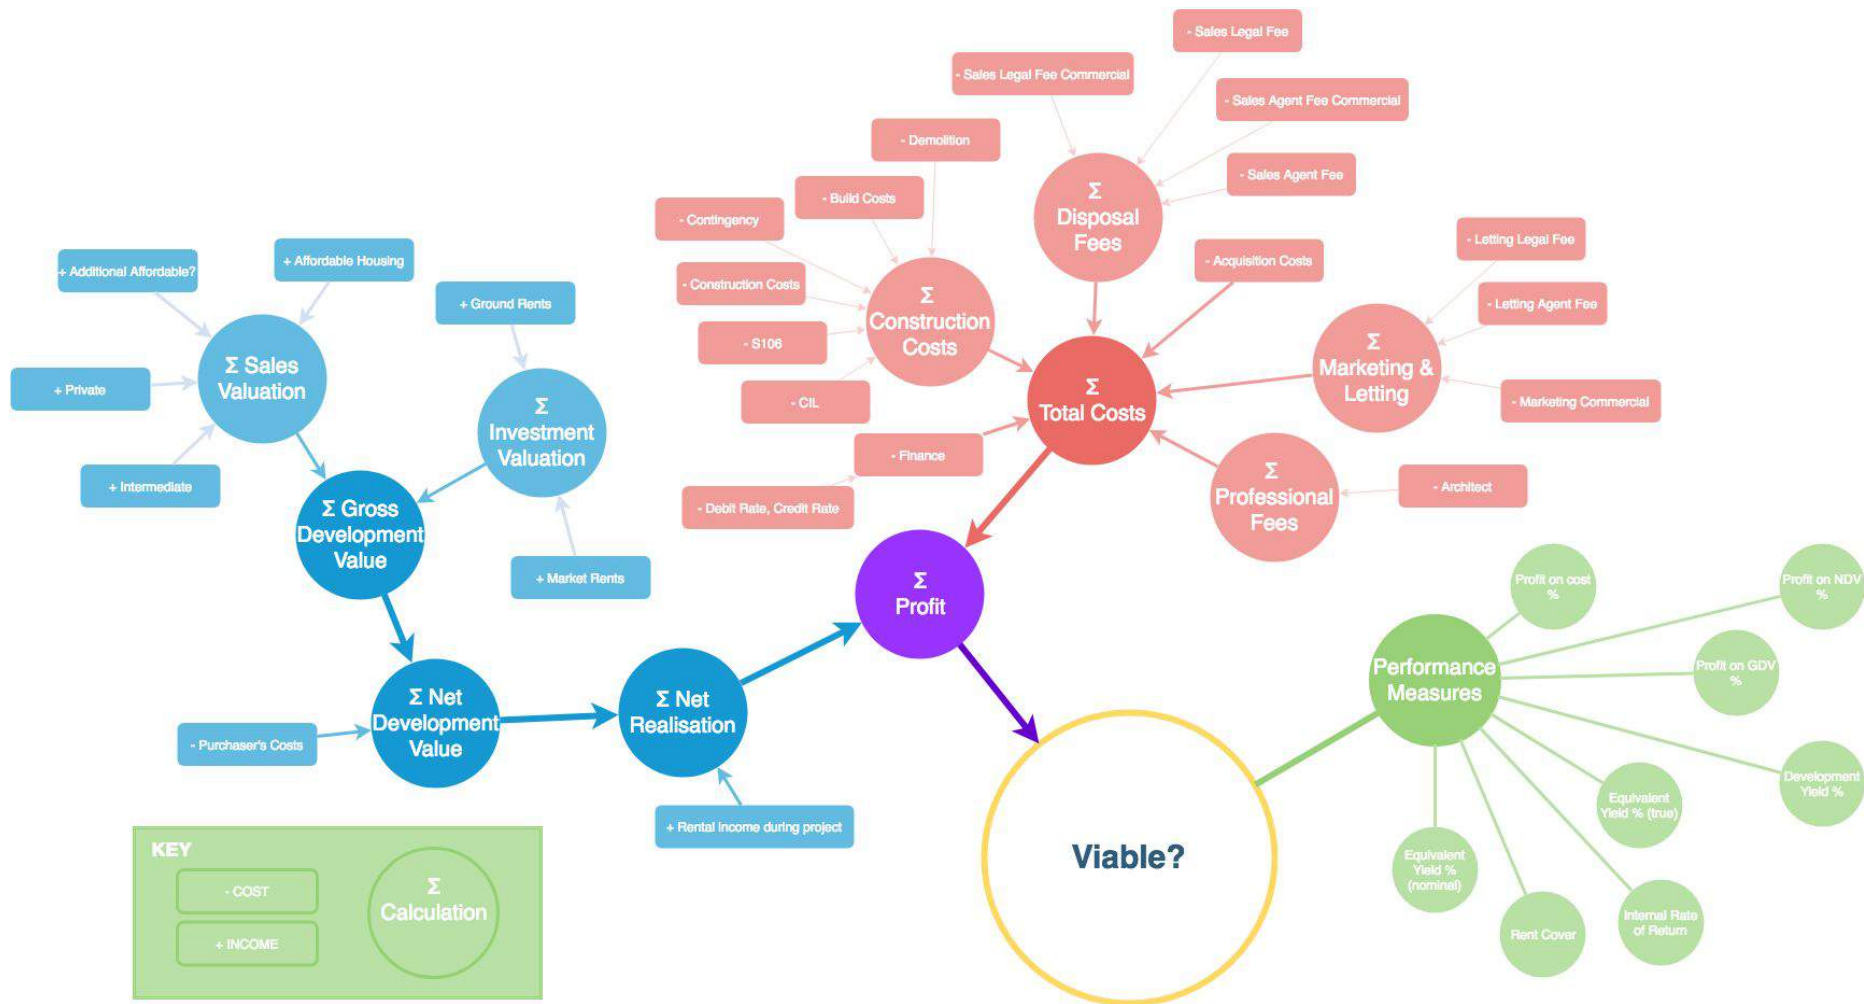 - Sales Legal Fee
- Sales Legal Fee Commercial
- Sales Agent Fee Commercial
- Demolition
- Sales Agent Fee
Σ
Disposal
Fees
- Build Costs
- Contingency
- Letting Legal Fee
+ Additional Affordable?
+ Affordable Housing
- Acquisition Costs
- Construction Costs
+ Ground Rents
- Letting Agent Fee
Σ
Construction
Costs
- S106
Σ
Marketing &
Letting
Σ Sales
Valuation
+ Private
Σ
Total Costs
- CIL
- Marketing Commercial
Σ
Investment
Valuation
- Finance
+ Intermediate
Σ
Professional
Fees
- Architect
- Debit Rate, Credit Rate
Σ Gross
Development
Value
+ Market Rents
Σ
Profit
Profit on cost
%
Profit on NDV
%
Performance
Measures
Profit on GDV
%
Σ Net
Development
Value
Σ Net
Realisation
- Purchaser's Costs
Development
Yield %
Equivalent
Yield % (true)
+ Rental income during project
Viable?
Equivalent
Yield %
(nominal)
Internal Rate
of Return
Rent Cover
KEY
- COST
+ INCOME
Σ
Calculation